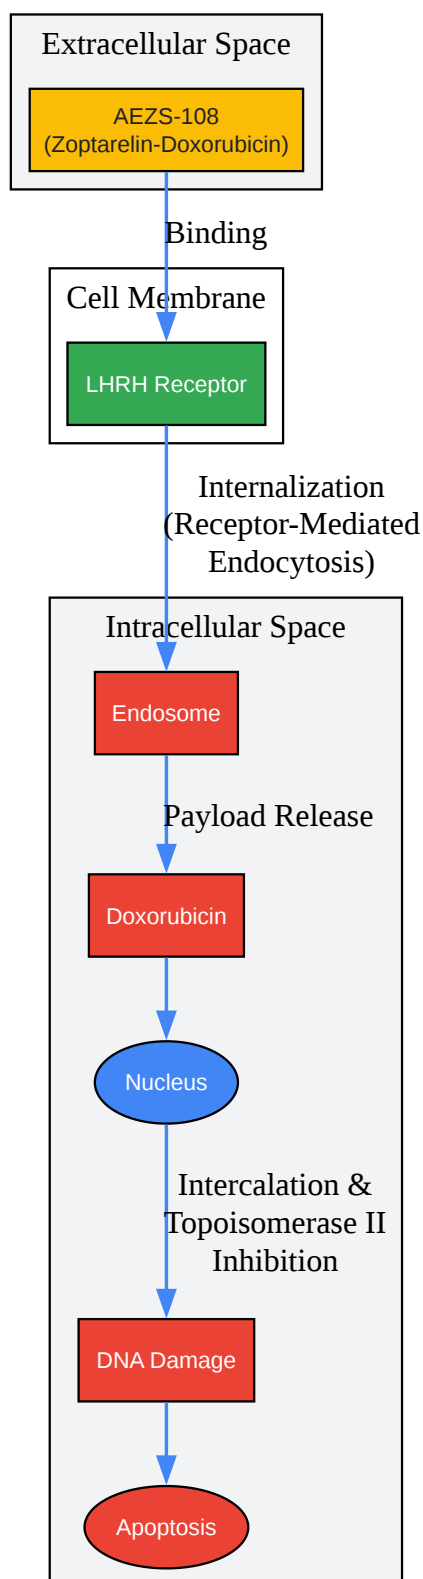 Extracellular Space
AEZS-108
(Zoptarelin-Doxorubicin)
Binding
Cell Membrane
LHRH Receptor
Internalization
(Receptor-Mediated
Endocytosis)
Intracellular Space
Endosome
Payload Release
Doxorubicin
Nucleus
Intercalation &
Topoisomerase II
Inhibition
DNA Damage
Apoptosis